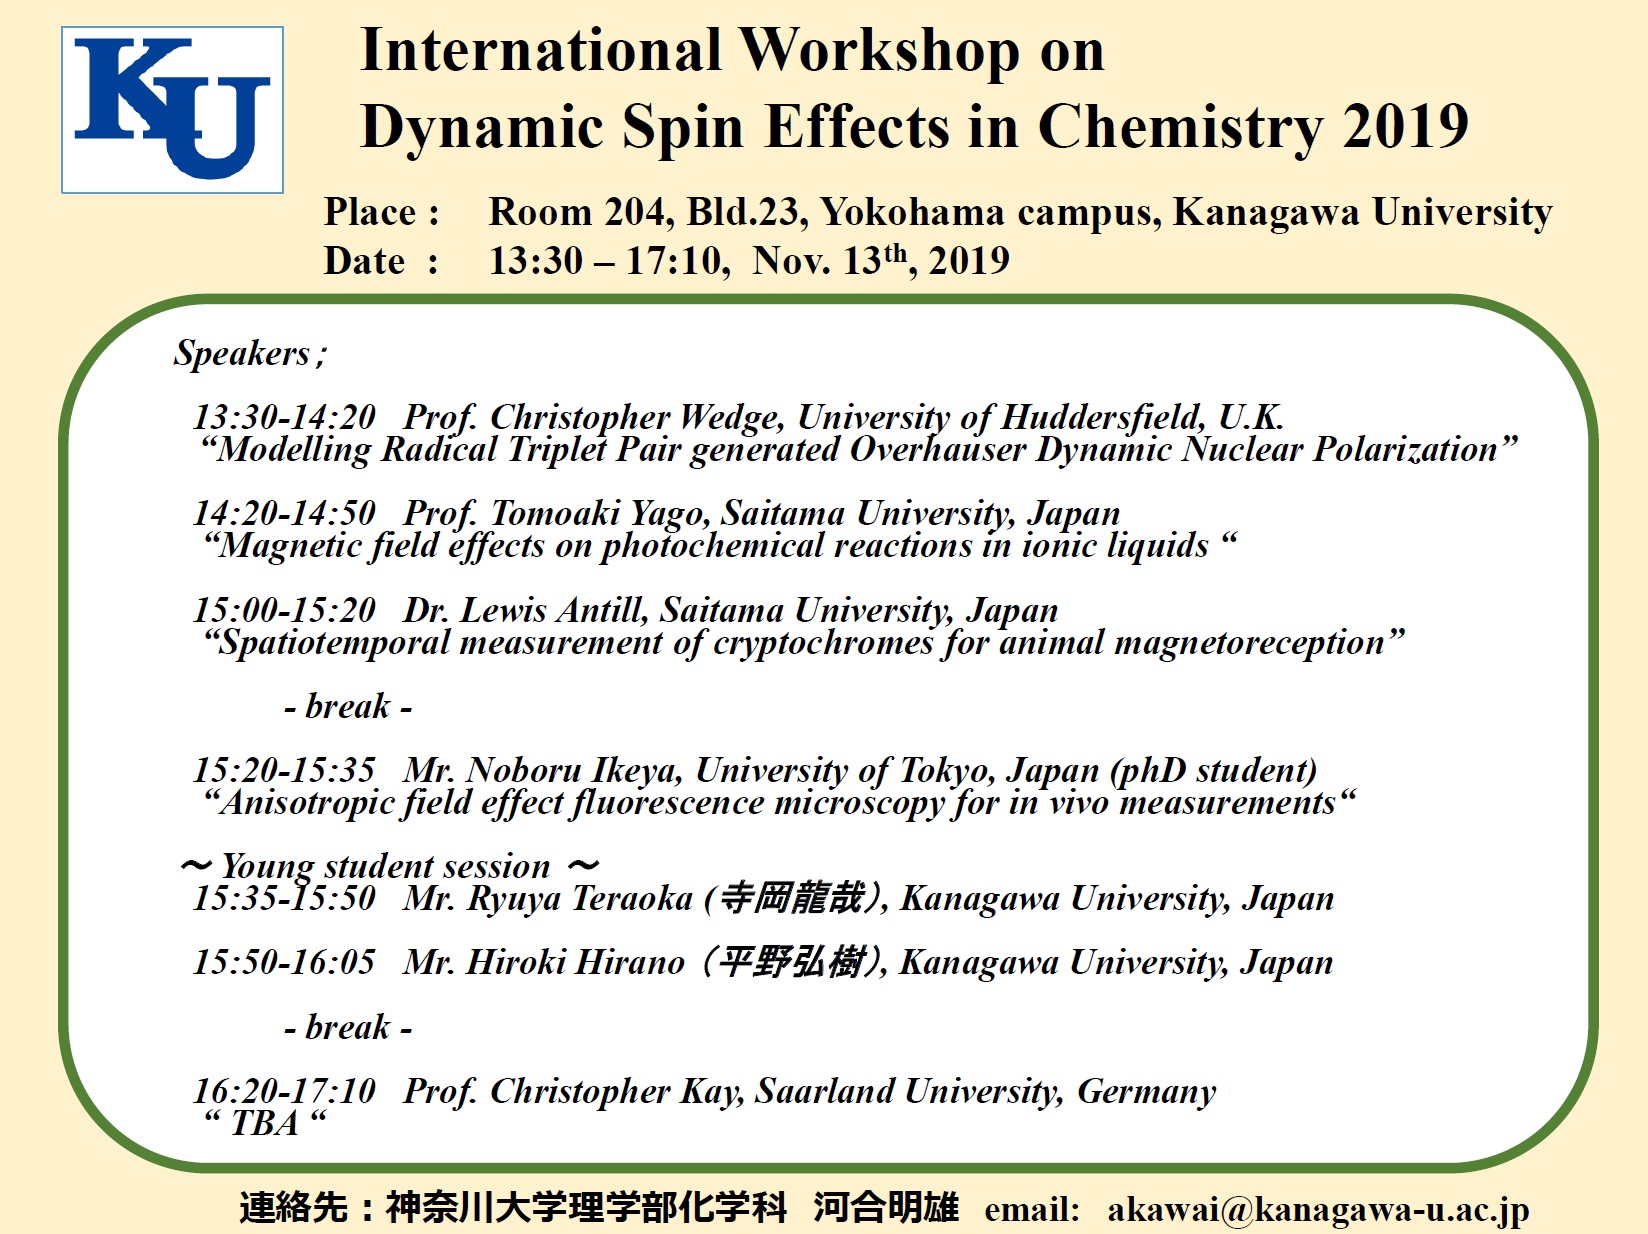 KU
International Workshop on
Dynamic Spin Effects in Chemistry 2019
Place : Room 204, Bld.23, Yokohama campus, Kanagawa University
Date : 13:30 – 17:10, Nov. 13th, 2019
Speakers ;
13:30-14:20 Prof. Christopher Wedge, University of Huddersfield, U.K.
“Modelling Radical Triplet Pair generated Overhauser Dynamic Nuclear Polarization”
14:20-14:50 Prof. Tomoaki Yago, Saitama University, Japan
“Magnetic field effects on photochemical reactions in ionic liquids “
15:00-15:20 Dr. Lewis Antill, Saitama University, Japan
“Spatiotemporal measurement of cryptochromes for animal magnetoreception”
- break -
15:20-15:35 Mr. Noboru Ikeya, University of Tokyo, Japan (phD student)
“Anisotropic field effect fluorescence microscopy for in vivo measurements“
～ Young student session ～
15:35-15:50 Mr. Ryuya Teraoka (寺岡龍哉）, Kanagawa University, Japan
15:50-16:05 Mr. Hiroki Hirano （平野弘樹）, Kanagawa University, Japan
- break -
16:20-17:10 Prof. Christopher Kay, Saarland University, Germany
“ TBA “
連絡先：神奈川大学理学部化学科 河合明雄 email: akawai@kanagawa-u.ac.jp